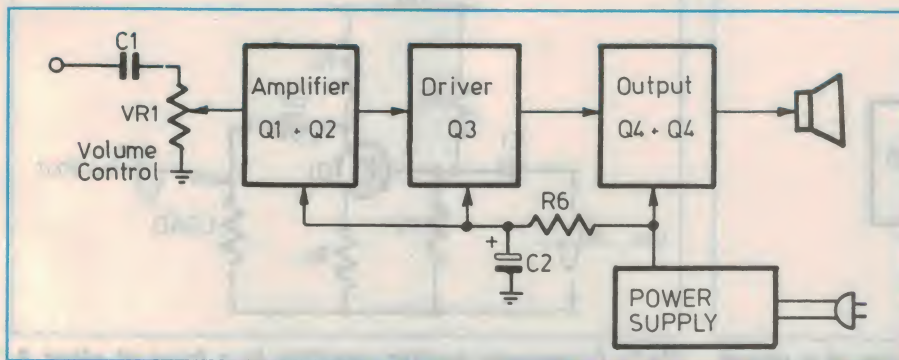 C1
VR1
Volume
Control
Amplifier
Q1 + Q2
Driver
Q3
Output
Q4 + Q4
R6
+
C2
POWER
SUPPLY